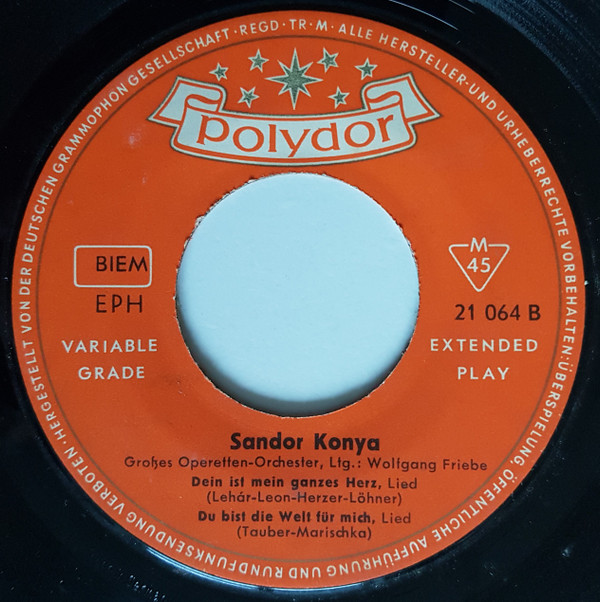 HERGESTELLT VON DER DEUTSCHEN GRAMMOPHON GESELLSCHAFT · REGD · TR · M · ALLE HERSTELLER- UND URHEBERRECHTE VORBEHALTEN: ÜBERSPIELUNG, ÖFFENTLICHE AUFFÜHRUNG UND RUNDFUNKSENDUNG VERBOTEN ·
Polydor
BIEM
EPH
M
45
21 064 B
VARIABLE
GRADE
EXTENDED
PLAY
Sandor Konya
Großes Operetten-Orchester, Ltg.: Wolfgang Friebe
Dein ist mein ganzes Herz, Lied
(Lehár-Leon-Herzer-Löhner)
Du bist die Welt für mich, Lied
(Tauber-Marischka)